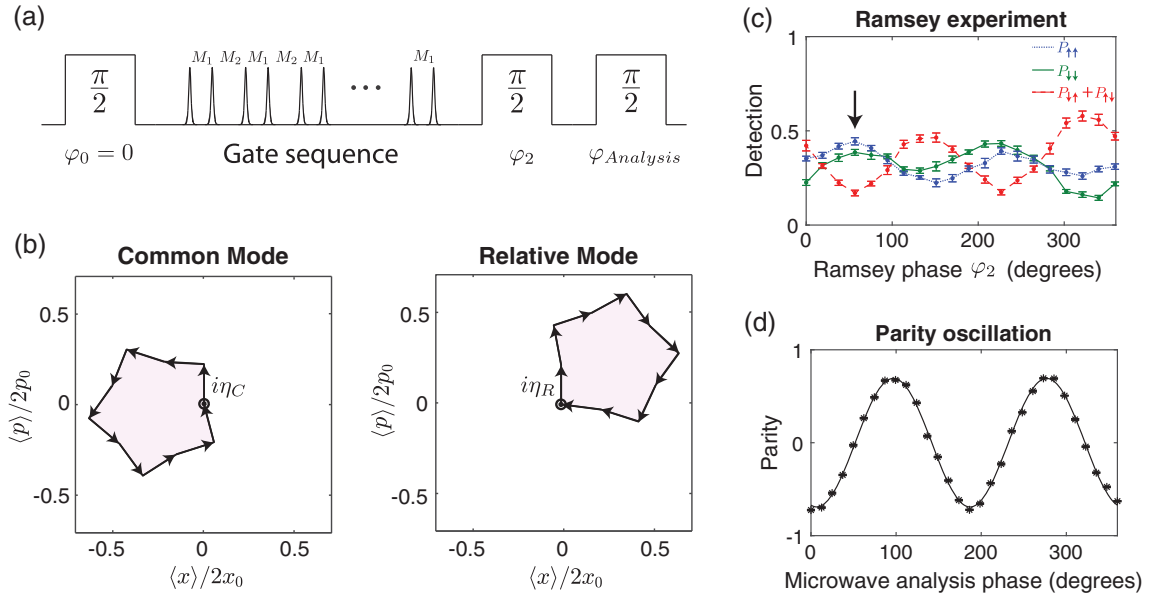 (a)
M₁ M₂ M₁ M₂ M₁ ... M₁
π/2 π/2 π/2
φ₀ = 0 Gate sequence φ₂ φ_Analysis
(b)
Common Mode
⟨p⟩/2p₀
0.5
0
-0.5
iη_C
-0.5 0 0.5
⟨x⟩/2x₀
Relative Mode
⟨p⟩/2p₀
0.5
0
-0.5
iη_R
-0.5 0 0.5
⟨x⟩/2x₀
(c)
Ramsey experiment
Detection
1
0.5
0
P↑↑
P↓↓
P↓↑ + P↑↓
0 100 200 300
Ramsey phase φ₂ (degrees)
(d)
Parity oscillation
Parity
1
0
-1
0 100 200 300
Microwave analysis phase (degrees)